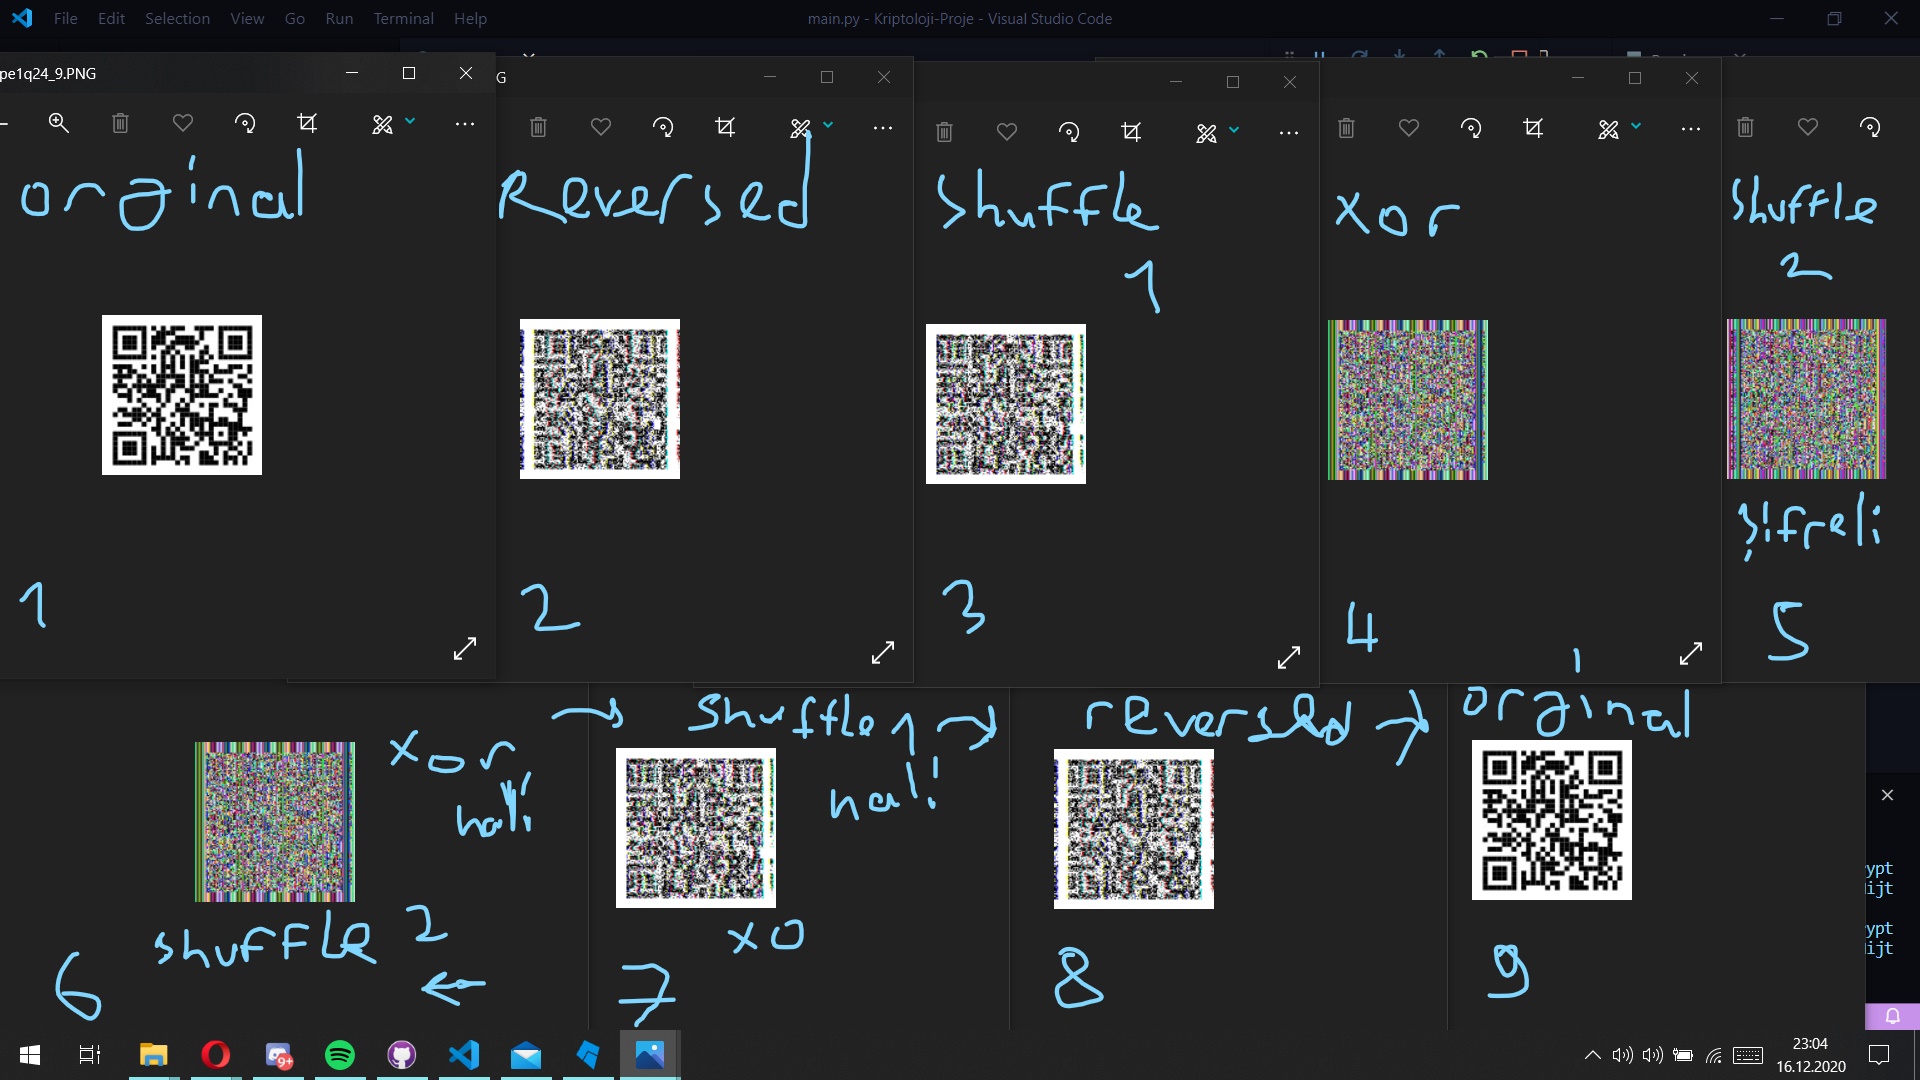 File Edit Selection View Go Run Terminal Help
main.py - Kriptoloji-Proje - Visual Studio Code
pe1q24_9.PNG
G
orginal
Reversed
Shuffle
1
xor
Shuffle
2
şifreli
1
2
3
4
5
xor
hali
shuffle 2
6
shuffle 1
hali
xo
7
reversed
8
orginal
9
ypt
ijt
ypt
ijt
9+
23:04
16.12.2020